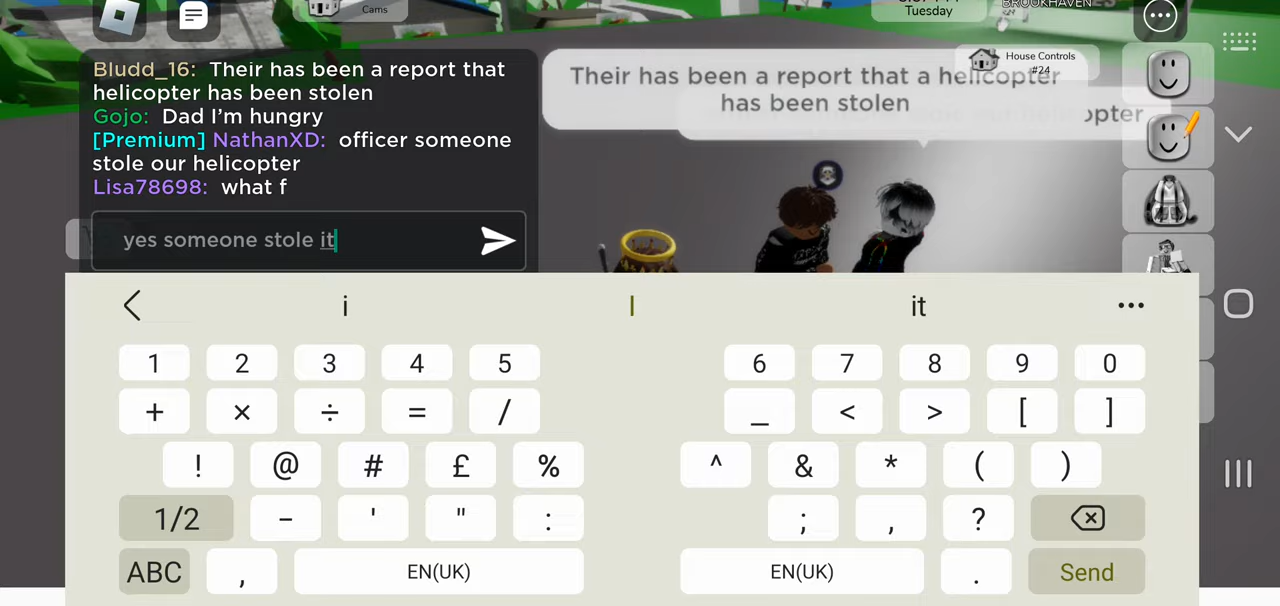 Cams
Tuesday
BROOKHAVEN
House Controls
#24
Bludd_16: Their has been a report that
helicopter has been stolen
Gojo: Dad I'm hungry
[Premium] NathanXD: officer someone
stole our helicopter
Lisa78698: what f
Their has been a report that a helicopter
has been stolen
opter
yes someone stole it
i I it
1 2 3 4 5 6 7 8 9 0
+ × ÷ = / _ < > [ ]
! @ # £ % ^ & * ( )
1/2 - ' " : ; , ?
ABC , EN(UK) EN(UK) . Send